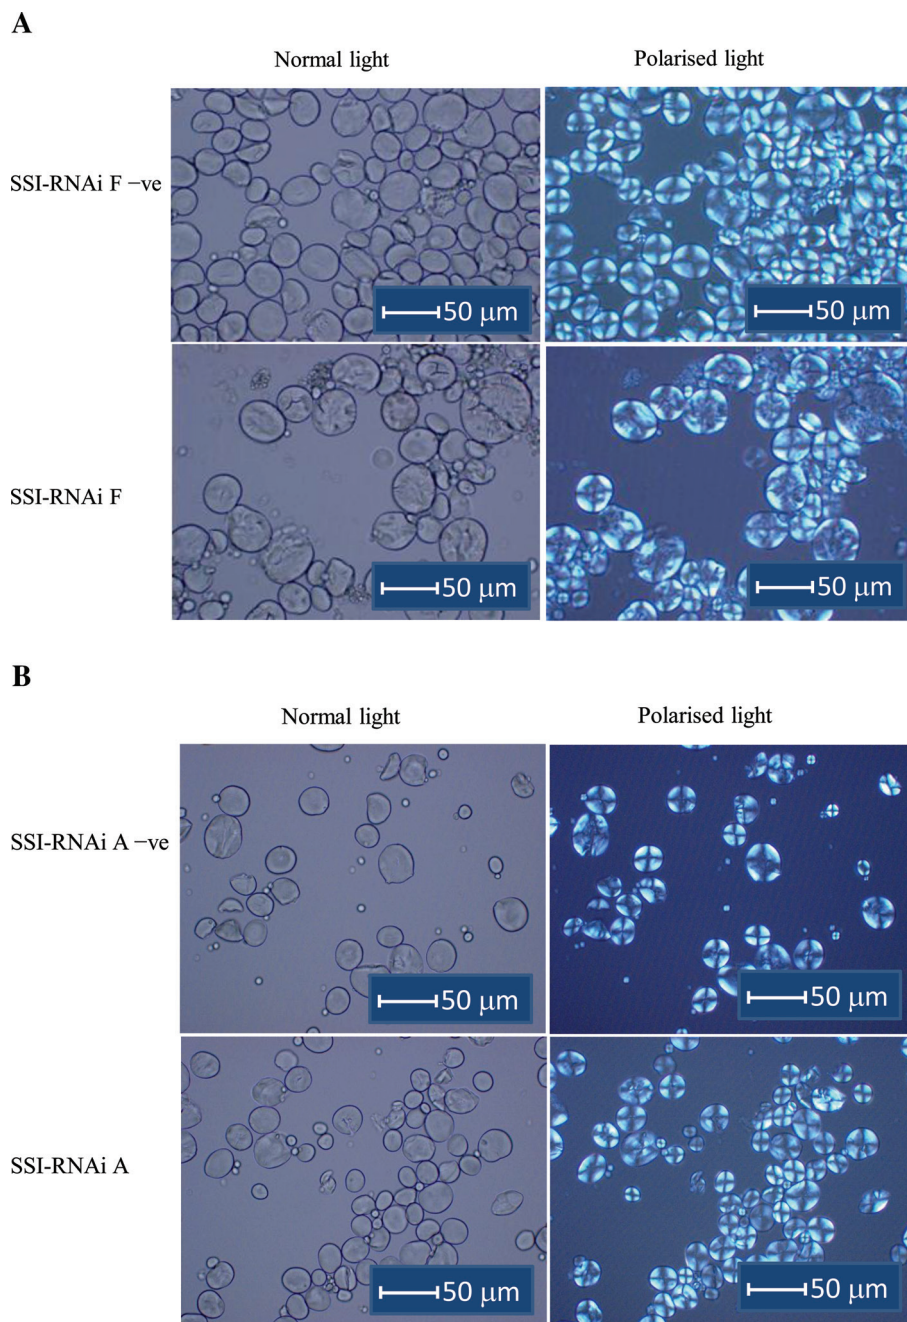 A
Normal light
Polarised light
SSI-RNAi F −ve
50 μm
50 μm
SSI-RNAi F
50 μm
50 μm
B
Normal light
Polarised light
SSI-RNAi A −ve
50 μm
50 μm
SSI-RNAi A
50 μm
50 μm